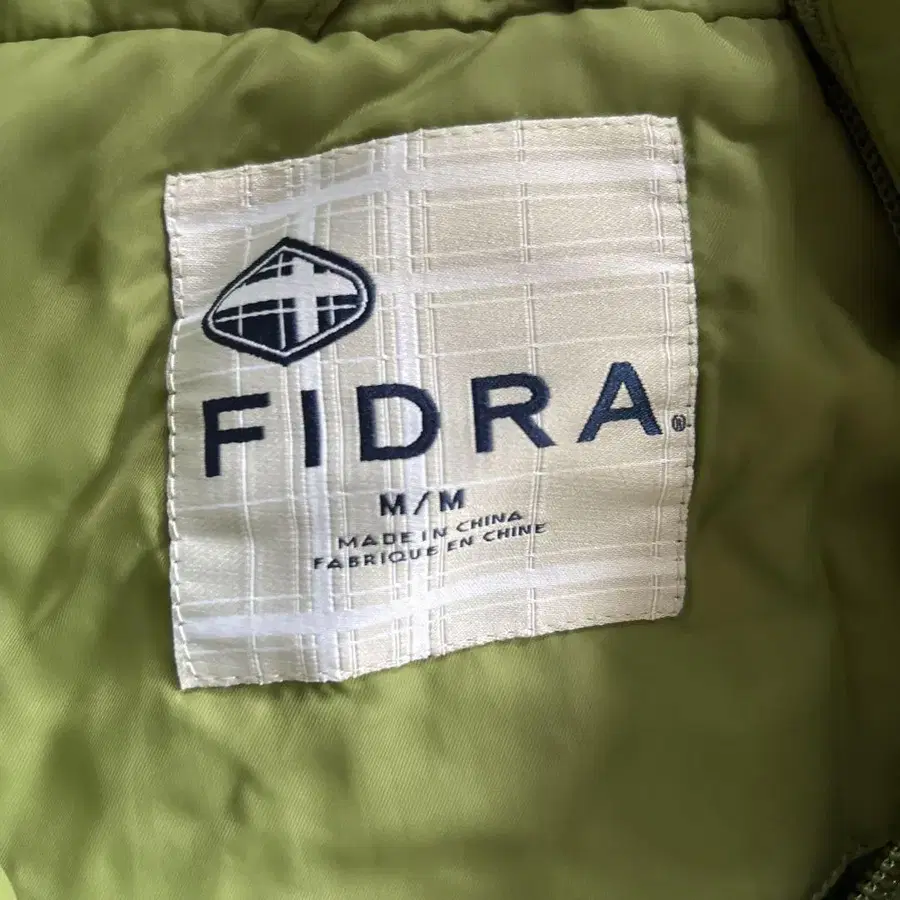 FIDRA®
M/M
MADE IN CHINA
FABRIQUE EN CHINE